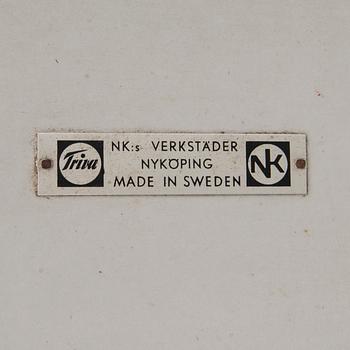 Triva
NK:s VERKSTÄDER
NYKÖPING
MADE IN SWEDEN
NK